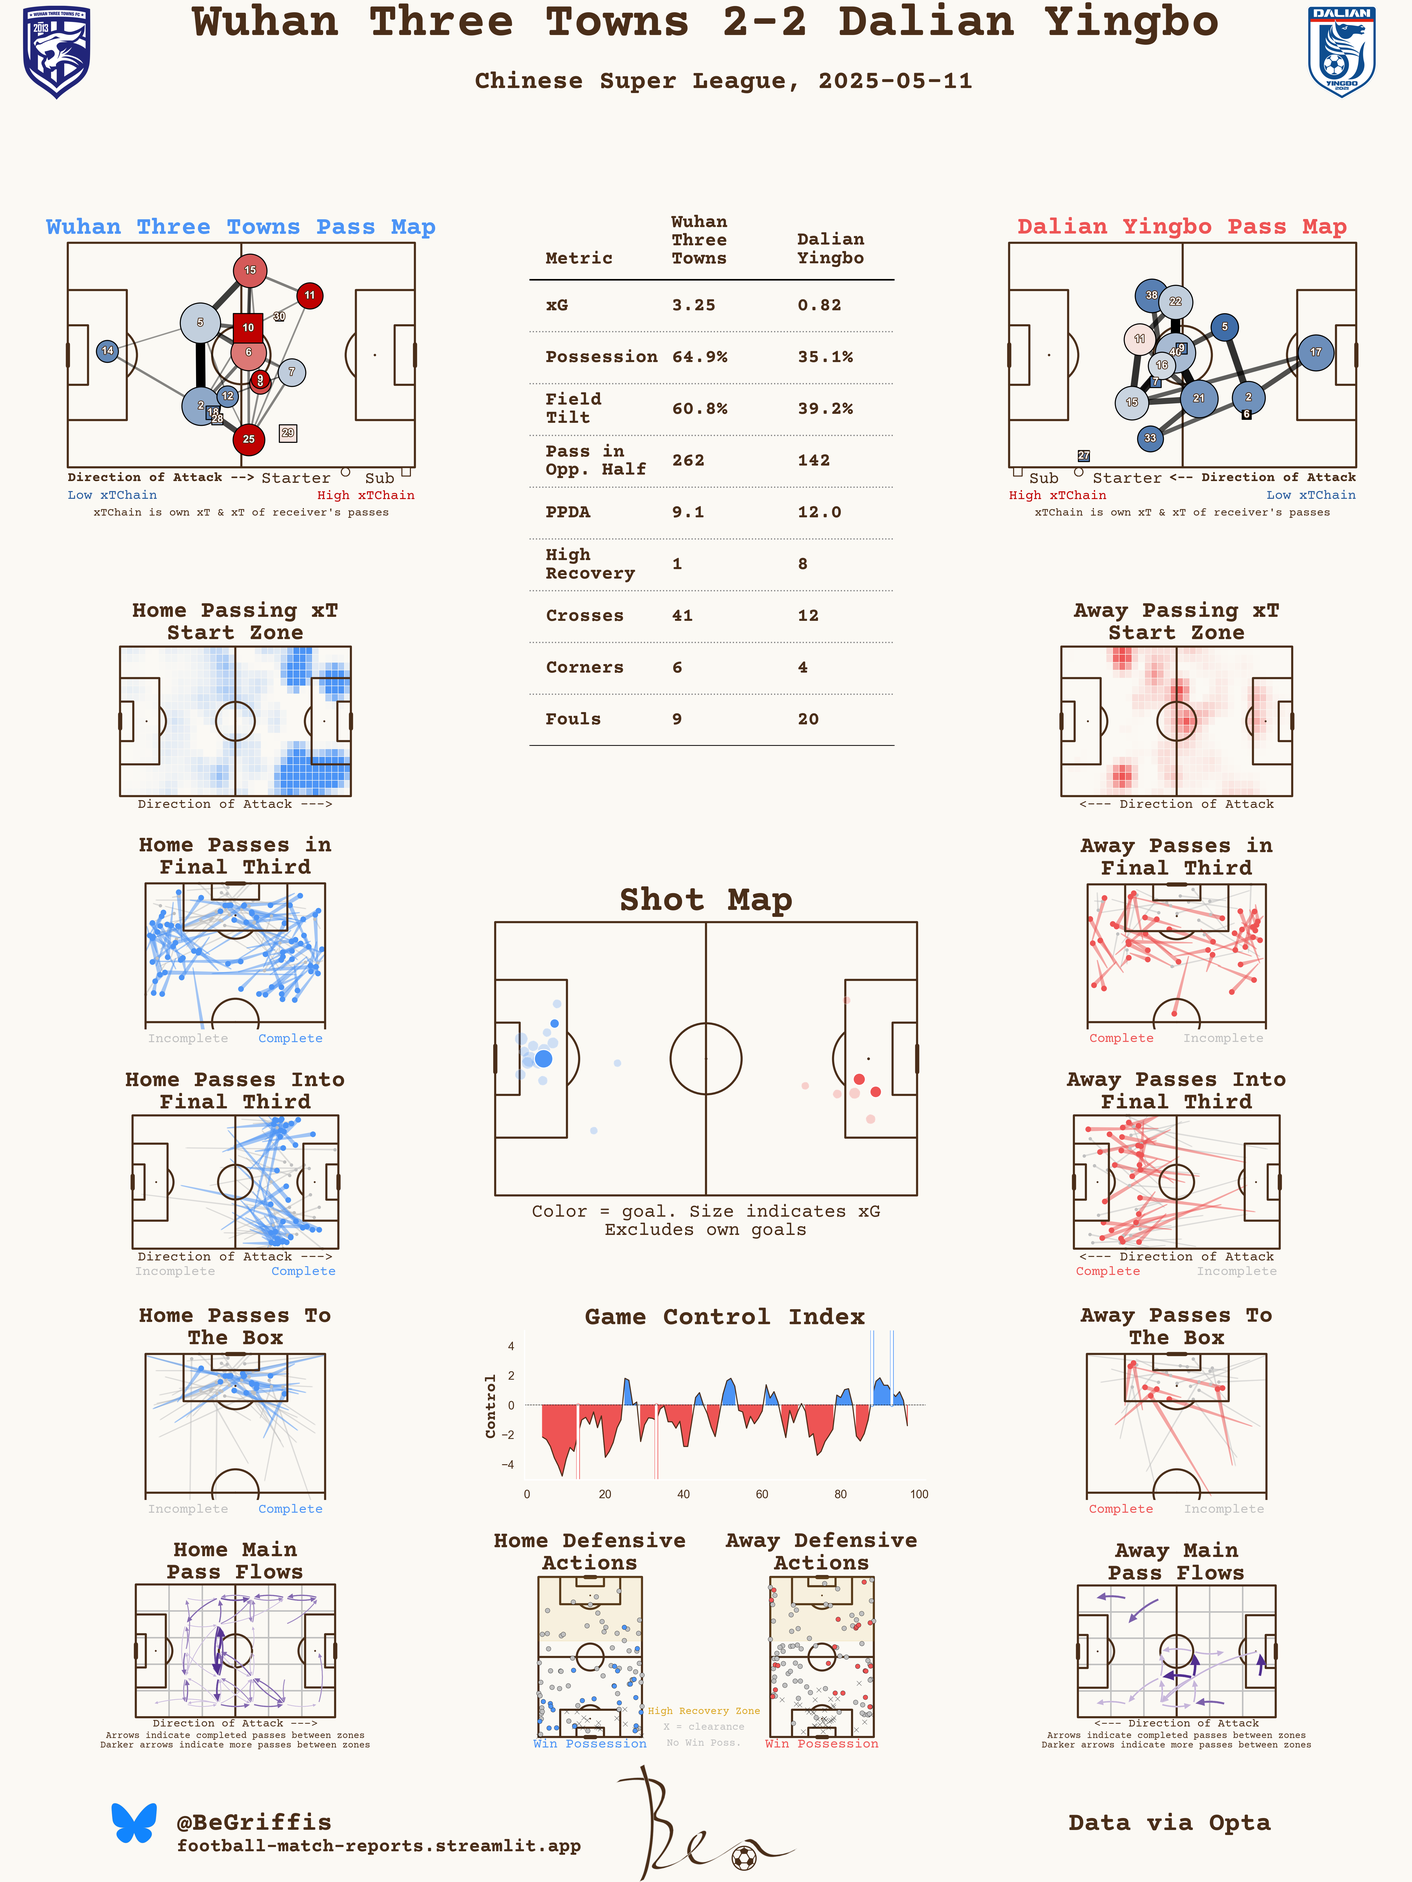 Wuhan Three Towns 2-2 Dalian Yingbo
Chinese Super League, 2025-05-11
WUHAN THREE TOWNS FC
2013
DALIAN
YINGBO
Wuhan Three Towns Pass Map
15
11
30
5
10
14
6
7
9
12
2
18
28
25
29
Direction of Attack --> Starter Sub
Low xTChain High xTChain
xTChain is own xT & xT of receiver's passes
Metric Wuhan Three Towns Dalian Yingbo
xG 3.25 0.82
Possession 64.9% 35.1%
Field Tilt 60.8% 39.2%
Pass in Opp. Half 262 142
PPDA 9.1 12.0
High Recovery 1 8
Crosses 41 12
Corners 6 4
Fouls 9 20
Dalian Yingbo Pass Map
38
22
5
11
9
17
16
7
15
21
2
6
33
27
Sub Starter <-- Direction of Attack
High xTChain Low xTChain
xTChain is own xT & xT of receiver's passes
Home Passing xT
Start Zone
Direction of Attack --->
Away Passing xT
Start Zone
<--- Direction of Attack
Home Passes in
Final Third
Incomplete Complete
Away Passes in
Final Third
Complete Incomplete
Shot Map
Color = goal. Size indicates xG
Excludes own goals
Home Passes Into
Final Third
Direction of Attack --->
Incomplete Complete
Away Passes Into
Final Third
<--- Direction of Attack
Complete Incomplete
Home Passes To
The Box
Incomplete Complete
Game Control Index
Control
4
2
0
−2
−4
0 20 40 60 80 100
Away Passes To
The Box
Complete Incomplete
Home Main
Pass Flows
Direction of Attack --->
Arrows indicate completed passes between zones
Darker arrows indicate more passes between zones
Home Defensive
Actions
Win Possession
Away Defensive
Actions
Win Possession
High Recovery Zone
X = clearance
No Win Poss.
Away Main
Pass Flows
<--- Direction of Attack
Arrows indicate completed passes between zones
Darker arrows indicate more passes between zones
@BeGriffis
football-match-reports.streamlit.app
Ben
Data via Opta